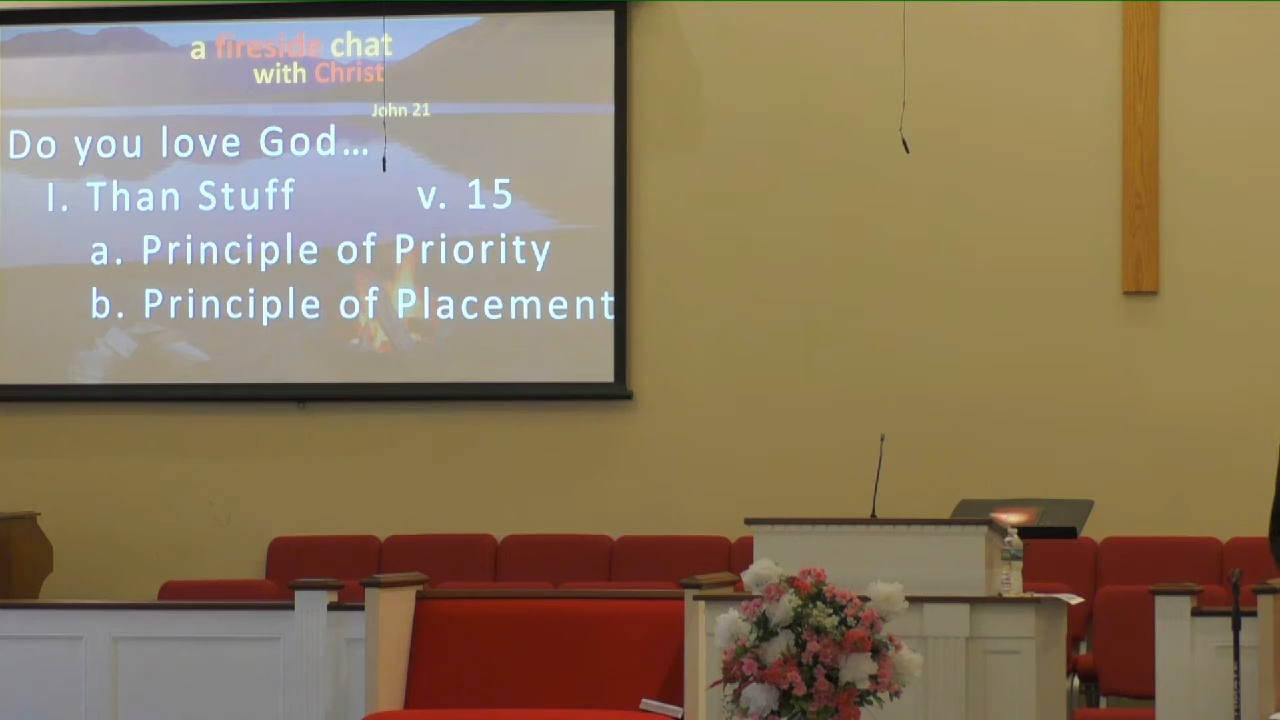 a fireside chat
with Christ
John 21
Do you love God...
I. Than Stuff v. 15
a. Principle of Priority
b. Principle of Placement